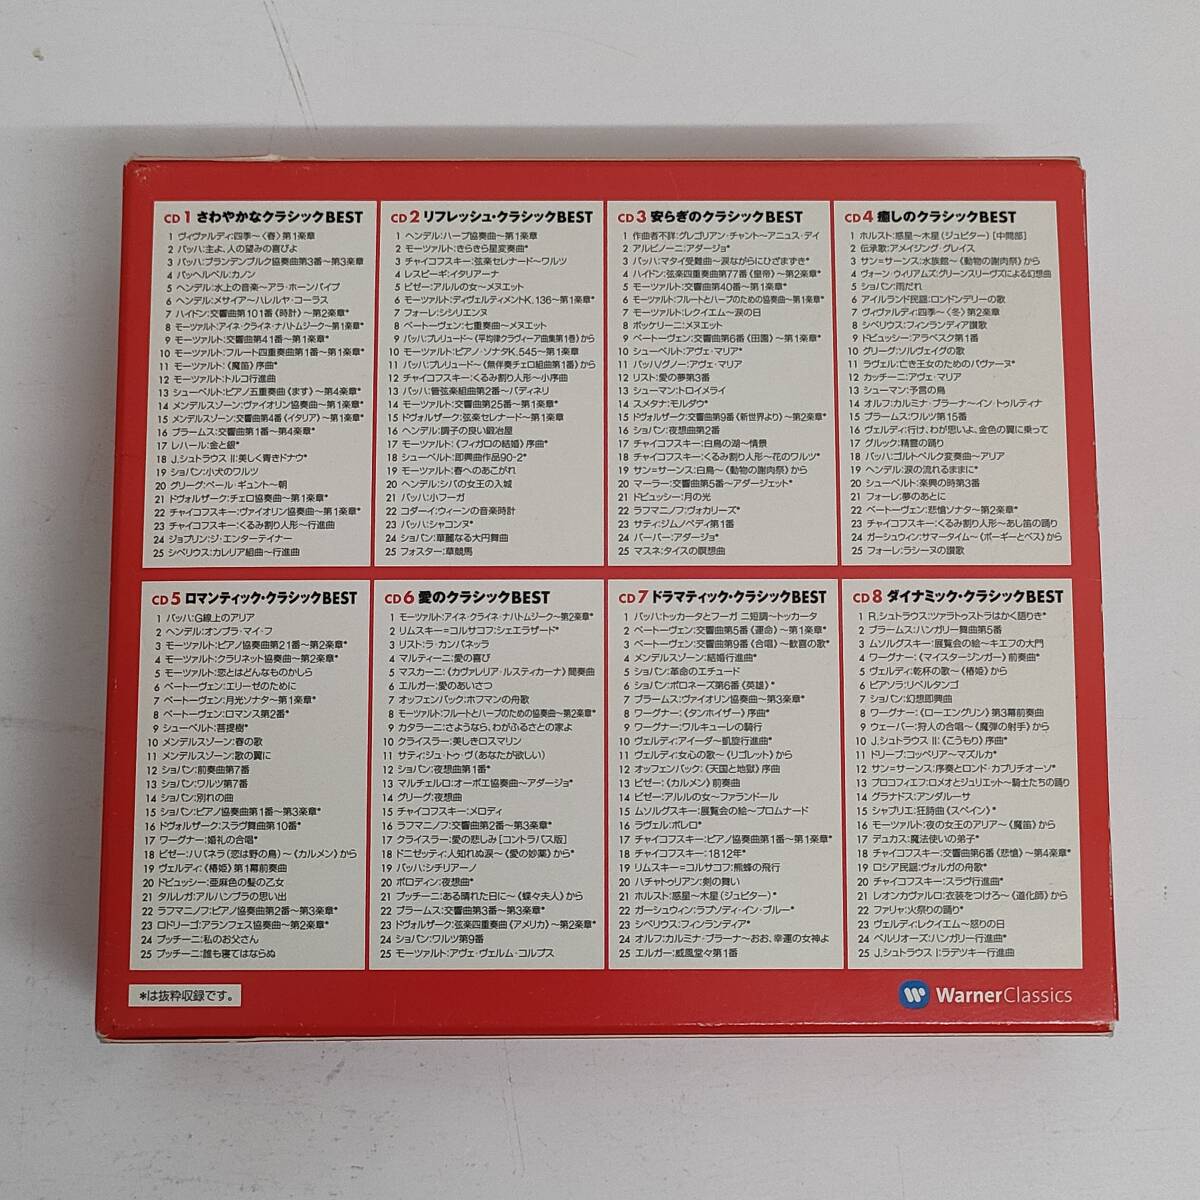 CD1 さわやかなクラシックBEST
1 ヴィヴァルディ:四季～〈春〉第1楽章
2 バッハ:主よ、人の望みの喜びよ
3 バッハ:ブランデンブルク協奏曲第3番～第3楽章
4 パッヘルベル:カノン
5 ヘンデル:水上の音楽～アラ・ホーンパイプ
6 ヘンデル:メサイア～ハレルヤ・コーラス
7 ハイドン:交響曲第101番《時計》～第2楽章*
8 モーツァルト:アイネ・クライネ・ナハトムジーク～第1楽章*
9 モーツァルト:交響曲第41番～第1楽章*
10 モーツァルト:フルート四重奏曲第1番～第1楽章*
11 モーツァルト:《魔笛》序曲*
12 モーツァルト:トルコ行進曲
13 シューベルト:ピアノ五重奏曲《ます》～第4楽章*
14 メンデルスゾーン:ヴァイオリン協奏曲～第1楽章*
15 メンデルスゾーン:交響曲第4番《イタリア》～第1楽章*
16 ブラームス:交響曲第1番～第4楽章*
17 レハール:金と銀*
18 J.シュトラウス II:美しく青きドナウ*
19 ショパン:小犬のワルツ
20 グリーグ:ペール・ギュント～朝
21 ドヴォルザーク:チェロ協奏曲～第1楽章*
22 チャイコフスキー:ヴァイオリン協奏曲～第1楽章*
23 チャイコフスキー:くるみ割り人形～行進曲
24 ジョプリン:ジ・エンターテイナー
25 シベリウス:カレリア組曲～行進曲
CD2 リフレッシュ・クラシックBEST
1 ヘンデル:ハープ協奏曲～第1楽章
2 モーツァルト:きらきら星変奏曲*
3 チャイコフスキー:弦楽セレナード～ワルツ
4 レスピーギ:イタリアーナ
5 ビゼー:アルルの女～メヌエット
6 モーツァルト:ディヴェルティメントK.136～第1楽章*
7 フォーレ:シシリエンヌ
8 ベートーヴェン:七重奏曲～メヌエット
9 バッハ:プレリュード～《平均律クラヴィーア曲集第1巻》から
10 モーツァルト:ピアノ・ソナタK.545～第1楽章
11 バッハ:プレリュード～《無伴奏チェロ組曲第1番》から
12 チャイコフスキー:くるみ割り人形～小序曲
13 バッハ:管弦楽組曲第2番～バディネリ
14 モーツァルト:交響曲第25番～第1楽章*
15 ドヴォルザーク:弦楽セレナード～第1楽章
16 ヘンデル:調子の良い鍛冶屋
17 モーツァルト:《フィガロの結婚》序曲*
18 シューベルト:即興曲作品90-2*
19 モーツァルト:春へのあこがれ
20 ヘンデル:シバの女王の入城
21 バッハ:小フーガ
22 コダーイ:ウィーンの音楽時計
23 バッハ:シャコンヌ*
24 ショパン:華麗なる大円舞曲
25 フォスター:草競馬
CD3 安らぎのクラシックBEST
1 作曲者不詳:グレゴリアン・チャント～アニュス・デイ
2 アルビノーニ:アダージョ*
3 バッハ:マタイ受難曲～涙ながらにひざまずき*
4 ハイドン:弦楽四重奏曲第77番《皇帝》～第2楽章*
5 モーツァルト:交響曲第40番～第1楽章*
6 モーツァルト:フルートとハープのための協奏曲～第1楽章*
7 モーツァルト:レクイエム～涙の日
8 ボッケリーニ:メヌエット
9 ベートーヴェン:交響曲第6番《田園》～第1楽章*
10 シューベルト:アヴェ・マリア*
11 バッハ/グノー:アヴェ・マリア
12 リスト:愛の夢第3番
13 シューマン:トロイメライ
14 スメタナ:モルダウ*
15 ドヴォルザーク:交響曲第9番《新世界より》～第2楽章*
16 ショパン:夜想曲第2番
17 チャイコフスキー:白鳥の湖～情景
18 チャイコフスキー:くるみ割り人形～花のワルツ*
19 サン=サーンス:白鳥～《動物の謝肉祭》から
20 マーラー:交響曲第5番～アダージェット*
21 ドビュッシー:月の光
22 ラフマニノフ:ヴォカリーズ*
23 サティ:ジムノペディ第1番
24 バーバー:アダージョ*
25 マスネ:タイスの瞑想曲
CD4 癒しのクラシックBEST
1 ホルスト:惑星～木星(ジュピター) [中間部]
2 伝承歌:アメイジング・グレイス
3 サン=サーンス:水族館～《動物の謝肉祭》から
4 ヴォーン・ウィリアムズ:グリーンスリーヴズによる幻想曲
5 ショパン:雨だれ
6 アイルランド民謡:ロンドンデリーの歌
7 ヴィヴァルディ:四季～〈冬〉第2楽章
8 シベリウス:フィンランディア讃歌
9 ドビュッシー:アラベスク第1番
10 グリーグ:ソルヴェイグの歌
11 ラヴェル:亡き王女のためのパヴァーヌ*
12 カッチーニ:アヴェ・マリア
13 シューマン:予言の鳥
14 オルフ:カルミナ・ブラーナ～イン・トゥルティナ
15 ブラームス:ワルツ第15番
16 ヴェルディ:行け、わが思いよ、金色の翼に乗って
17 グルック:精霊の踊り
18 バッハ:ゴルトベルク変奏曲～アリア
19 ヘンデル:涙の流れるままに*
20 シューベルト:楽興の時第3番
21 フォーレ:夢のあとに
22 ベートーヴェン:悲愴ソナタ～第2楽章*
23 チャイコフスキー:くるみ割り人形～あし笛の踊り
24 ガーシュウィン:サマータイム～《ポーギーとベス》から
25 フォーレ:ラシーヌの讃歌
CD5 ロマンティック・クラシックBEST
1 バッハ:G線上のアリア
2 ヘンデル:オンブラ・マイ・フ
3 モーツァルト:ピアノ協奏曲第21番～第2楽章*
4 モーツァルト:クラリネット協奏曲～第2楽章*
5 モーツァルト:恋とはどんなものかしら
6 ベートーヴェン:エリーゼのために
7 ベートーヴェン:月光ソナタ～第1楽章*
8 ベートーヴェン:ロマンス第2番*
9 シューベルト:菩提樹*
10 メンデルスゾーン:春の歌
11 メンデルスゾーン:歌の翼に
12 ショパン:前奏曲第7番
13 ショパン:ワルツ第7番
14 ショパン:別れの曲
15 ショパン:ピアノ協奏曲第1番～第3楽章*
16 ドヴォルザーク:スラヴ舞曲第10番*
17 ワーグナー:婚礼の合唱*
18 ビゼー:ハバネラ(恋は野の鳥)～《カルメン》から
19 ヴェルディ:《椿姫》第1幕前奏曲
20 ドビュッシー:亜麻色の髪の乙女
21 タルレガ:アルハンブラの思い出
22 ラフマニノフ:ピアノ協奏曲第2番～第3楽章*
23 ロドリーゴ:アランフェス協奏曲～第2楽章*
24 プッチーニ:私のお父さん
25 プッチーニ:誰も寝てはならぬ
CD6 愛のクラシックBEST
1 モーツァルト:アイネ・クライネ・ナハトムジーク～第2楽章*
2 リムスキー=コルサコフ:シェエラザード*
3 リスト:ラ・カンパネッラ
4 マルティーニ:愛の喜び
5 マスカーニ:《カヴァレリア・ルスティカーナ》間奏曲
6 エルガー:愛のあいさつ
7 オッフェンバック:ホフマンの舟歌
8 モーツァルト:フルートとハープのための協奏曲～第2楽章*
9 カタラーニ:さようなら、わがふるさとの家よ
10 クライスラー:美しきロスマリン
11 サティ:ジュ・トゥ・ヴ(あなたが欲しい)
12 ショパン:夜想曲第1番*
13 マルチェルロ:オーボエ協奏曲～アダージョ*
14 グリーグ:夜想曲
15 チャイコフスキー:メロディ
16 ラフマニノフ:交響曲第2番～第3楽章*
17 クライスラー:愛の悲しみ[コントラバス版]
18 ドニゼッティ:人知れぬ涙～《愛の妙薬》から*
19 バッハ:シチリアーノ
20 ボロディン:夜想曲*
21 プッチーニ:ある晴れた日に～《蝶々夫人》から
22 ブラームス:交響曲第3番～第3楽章*
23 ドヴォルザーク:弦楽四重奏曲《アメリカ》～第2楽章*
24 ショパン:ワルツ第9番
25 モーツァルト:アヴェ・ヴェルム・コルプス
CD7 ドラマティック・クラシックBEST
1 バッハ:トッカータとフーガ ニ短調～トッカータ
2 ベートーヴェン:交響曲第5番《運命》～第1楽章*
3 ベートーヴェン:交響曲第9番《合唱》～歓喜の歌*
4 メンデルスゾーン:結婚行進曲*
5 ショパン:革命のエチュード
6 ショパン:ポロネーズ第6番《英雄》*
7 ブラームス:ヴァイオリン協奏曲～第3楽章*
8 ワーグナー:《タンホイザー》序曲*
9 ワーグナー:ワルキューレの騎行
10 ヴェルディ:アイーダ～凱旋行進曲*
11 ヴェルディ:女心の歌～《リゴレット》から
12 オッフェンバック:《天国と地獄》序曲
13 ビゼー:《カルメン》前奏曲
14 ビゼー:アルルの女～ファランドール
15 ムソルグスキー:展覧会の絵～プロムナード
16 ラヴェル:ボレロ*
17 チャイコフスキー:ピアノ協奏曲第1番～第1楽章*
18 チャイコフスキー:1812年*
19 リムスキー=コルサコフ:熊蜂の飛行
20 ハチャトゥリアン:剣の舞い
21 ホルスト:惑星～木星(ジュピター)*
22 ガーシュウィン:ラプソディ・イン・ブルー*
23 シベリウス:フィンランディア*
24 オルフ:カルミナ・ブラーナ～おお、幸運の女神よ
25 エルガー:威風堂々第1番
CD8 ダイナミック・クラシックBEST
1 R.シュトラウス:ツァラトゥストラはかく語りき*
2 ブラームス:ハンガリー舞曲第5番
3 ムソルグスキー:展覧会の絵～キエフの大門
4 ワーグナー:《マイスタージンガー》前奏曲*
5 ヴェルディ:乾杯の歌～《椿姫》から
6 ピアソラ:リベルタンゴ
7 ショパン:幻想即興曲
8 ワーグナー:《ローエングリン》第3幕前奏曲
9 ウェーバー:狩人の合唱～《魔弾の射手》から
10 J.シュトラウス II:《こうもり》序曲*
11 ドリーブ:コッペリア～マズルカ*
12 サン=サーンス:序奏とロンド・カプリチオーソ*
13 プロコフィエフ:ロメオとジュリエット～騎士たちの踊り
14 グラナドス:アンダルーサ
15 シャブリエ:狂詩曲《スペイン》*
16 モーツァルト:夜の女王のアリア～《魔笛》から
17 デュカス:魔法使いの弟子*
18 チャイコフスキー:交響曲第6番《悲愴》～第4楽章*
19 ロシア民謡:ヴォルガの舟歌*
20 チャイコフスキー:スラヴ行進曲*
21 レオンカヴァルロ:衣装をつけろ～《道化師》から
22 ファリャ:火祭りの踊り*
23 ヴェルディ:レクイエム～怒りの日
24 ベルリオーズ:ハンガリー行進曲*
25 J.シュトラウス I:ラデツキー行進曲
*は抜粋収録です。
WarnerClassics